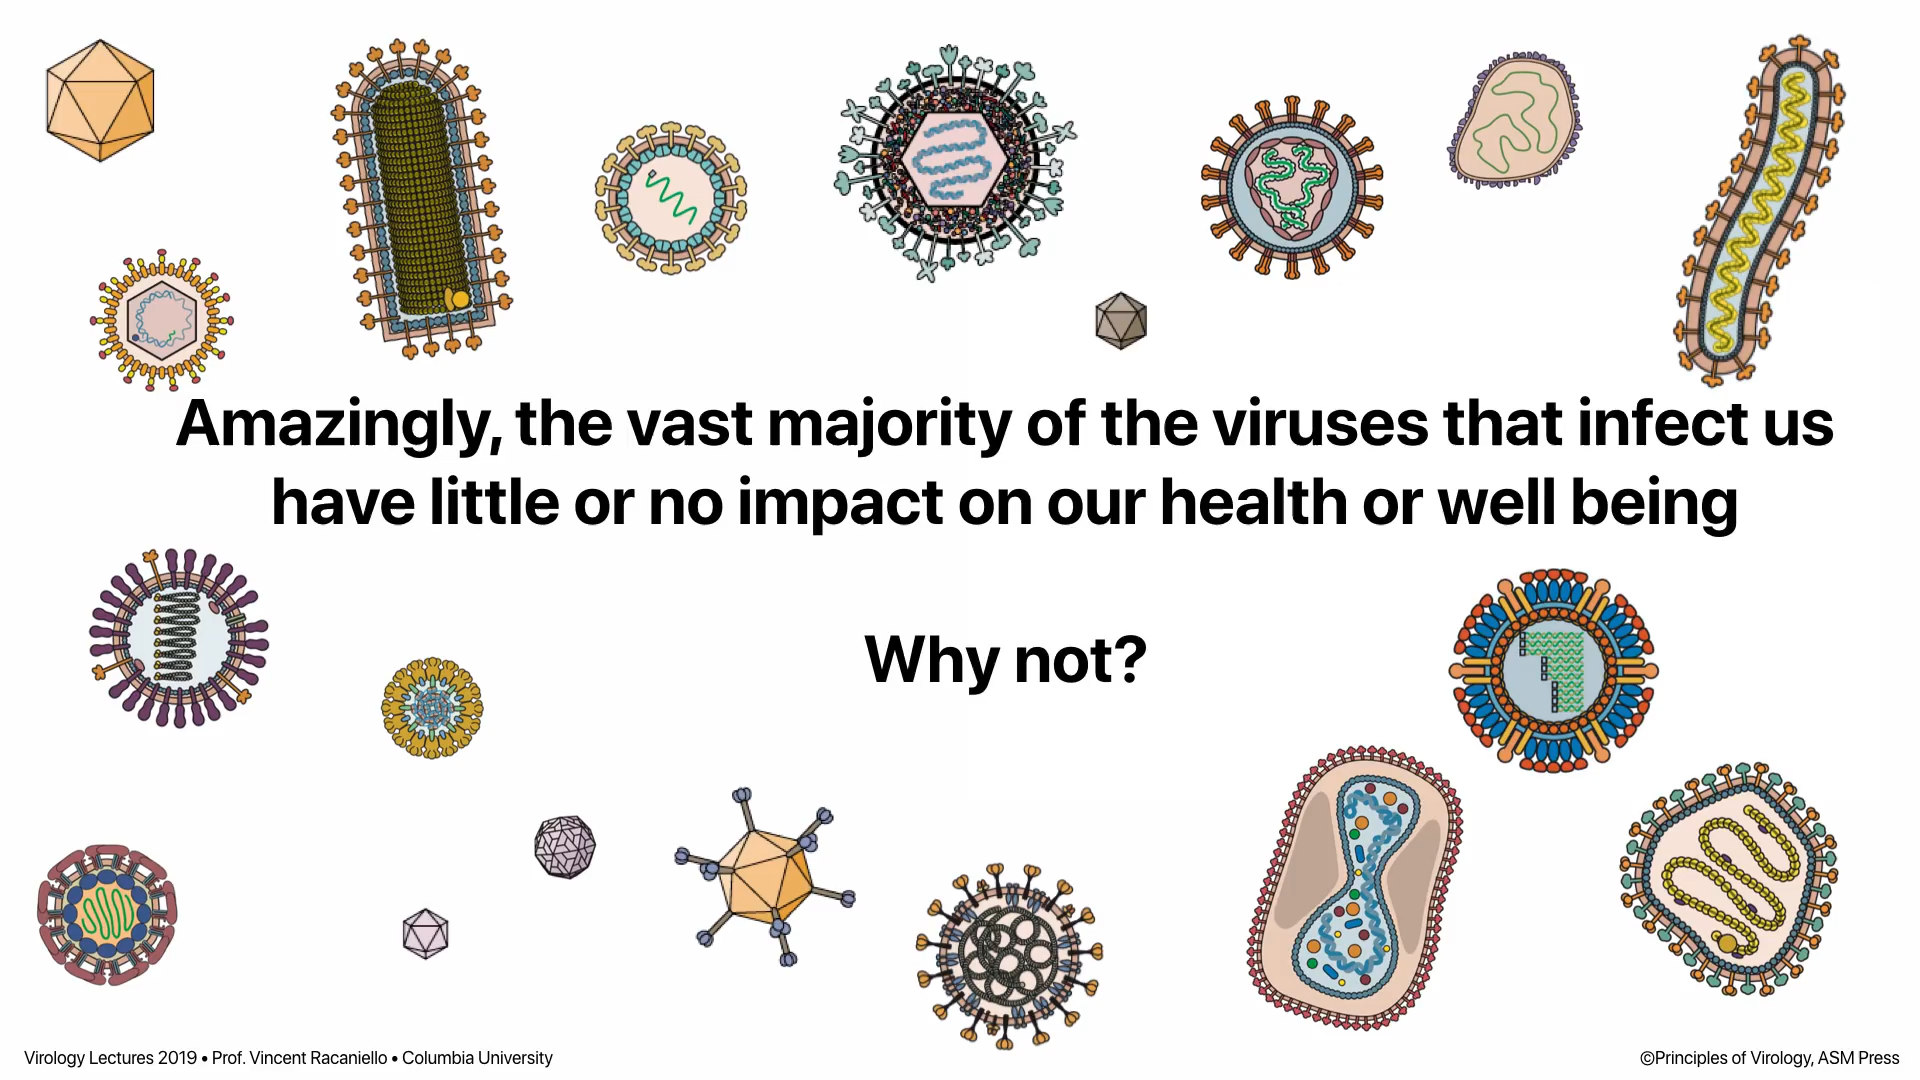 Amazingly, the vast majority of the viruses that infect us
have little or no impact on our health or well being
Why not?
Virology Lectures 2019 • Prof. Vincent Racaniello • Columbia University
©Principles of Virology, ASM Press